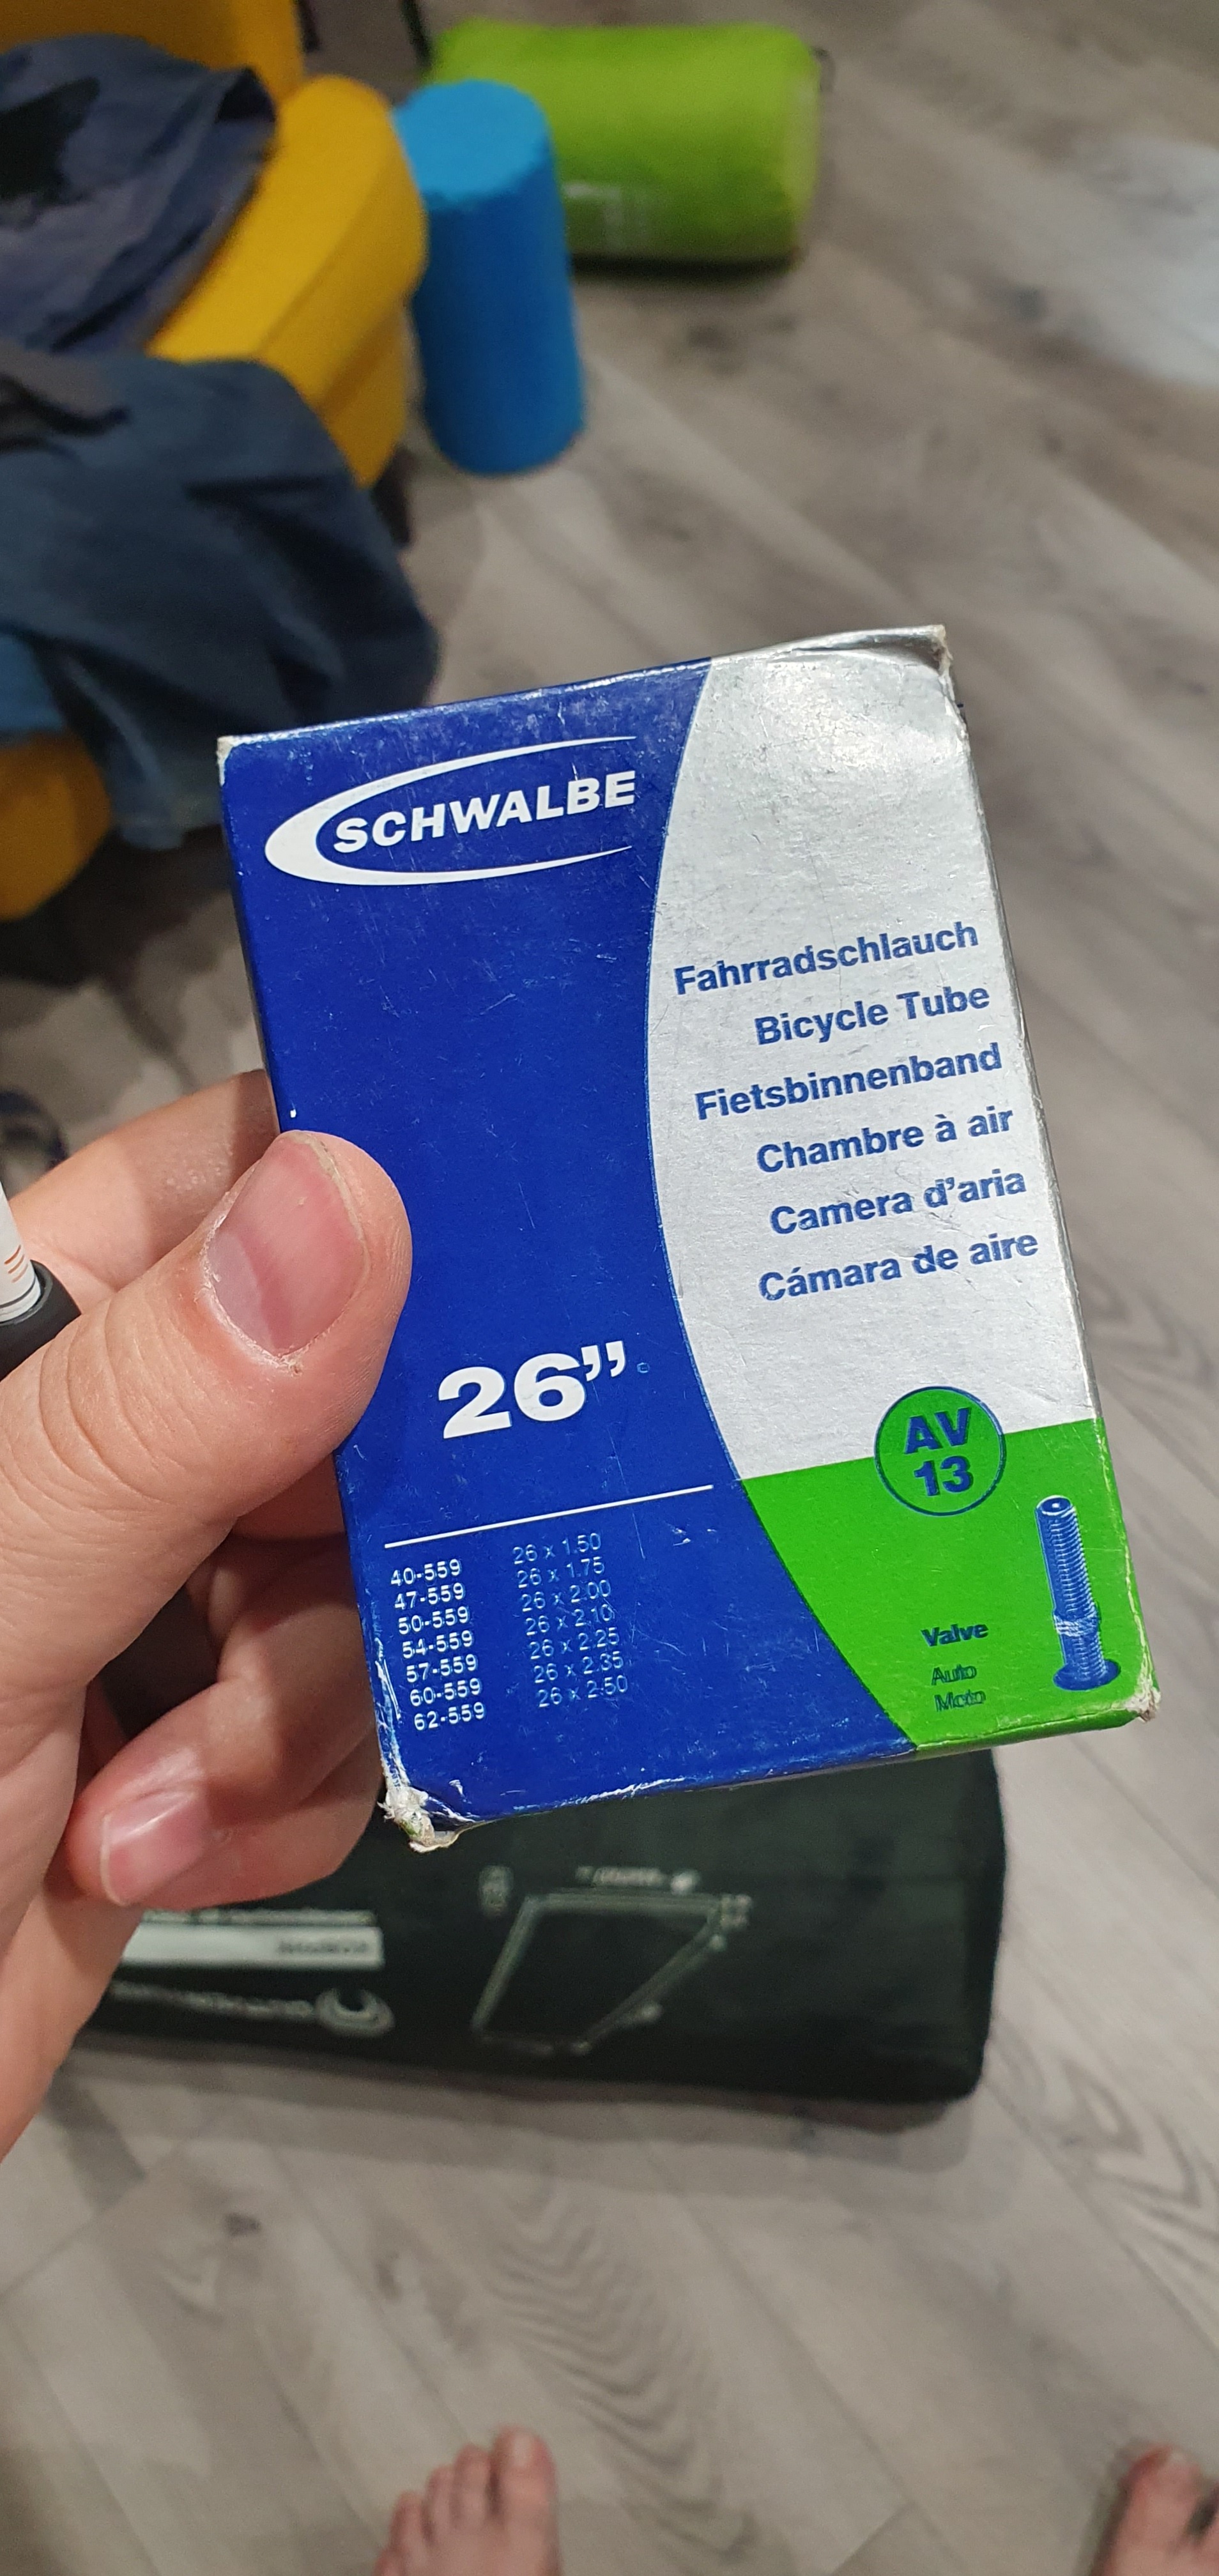 SCHWALBE
Fahrradschlauch
Bicycle Tube
Fietsbinnenband
Chambre à air
Camera d'aria
Cámara de aire
26”
AV
13
40-559 26 x 1.50
47-559 26 x 1.75
50-559 26 x 2.00
54-559 26 x 2.10
57-559 26 x 2.25
60-559 26 x 2.35
62-559 26 x 2.50
Valve
Auto
Moto